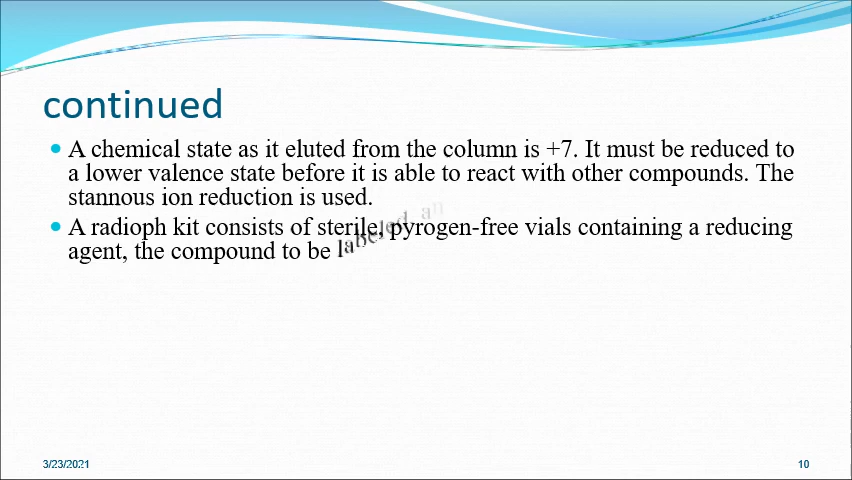 continued
A chemical state as it eluted from the column is +7. It must be reduced to
a lower valence state before it is able to react with other compounds. The
stannous ion reduction is used.
A radioph kit consists of sterile, pyrogen-free vials containing a reducing
agent, the compound to be labeled, an
3/23/2021
10